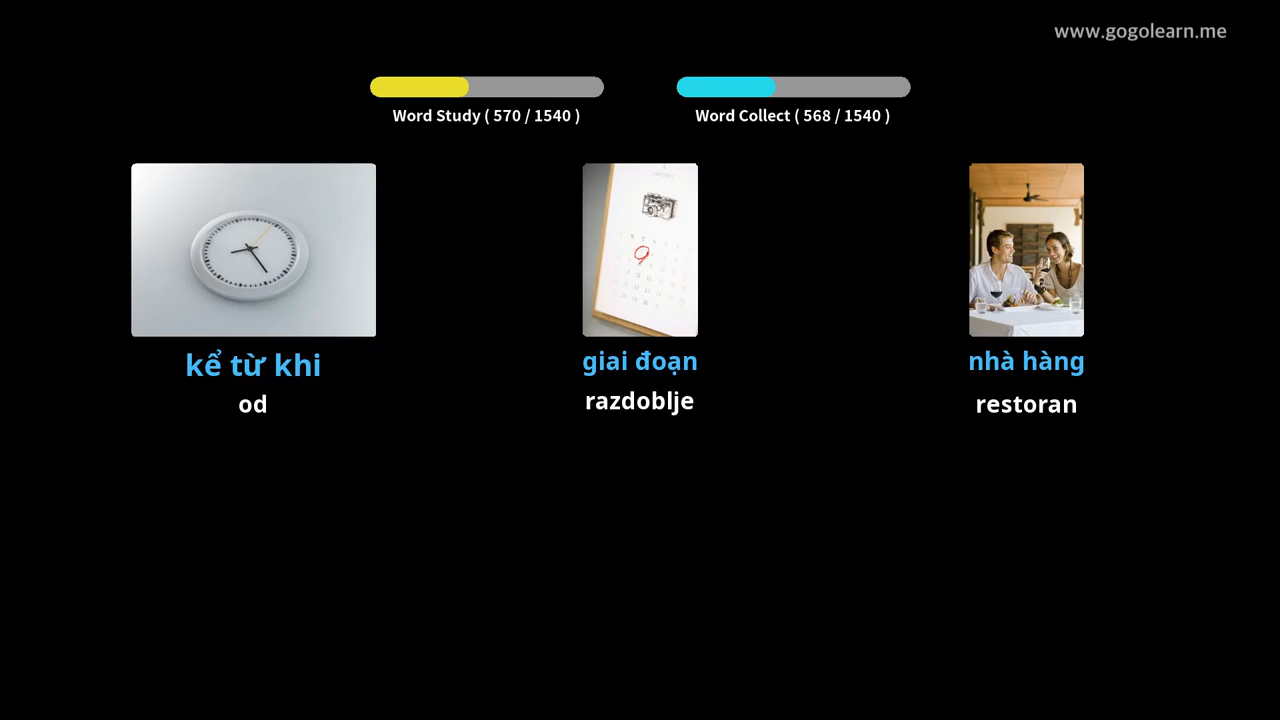 www.gogolearn.me
Word Study ( 570 / 1540 )
Word Collect ( 568 / 1540 )
kể từ khi
giai đoạn
nhà hàng
od
razdoblje
restoran